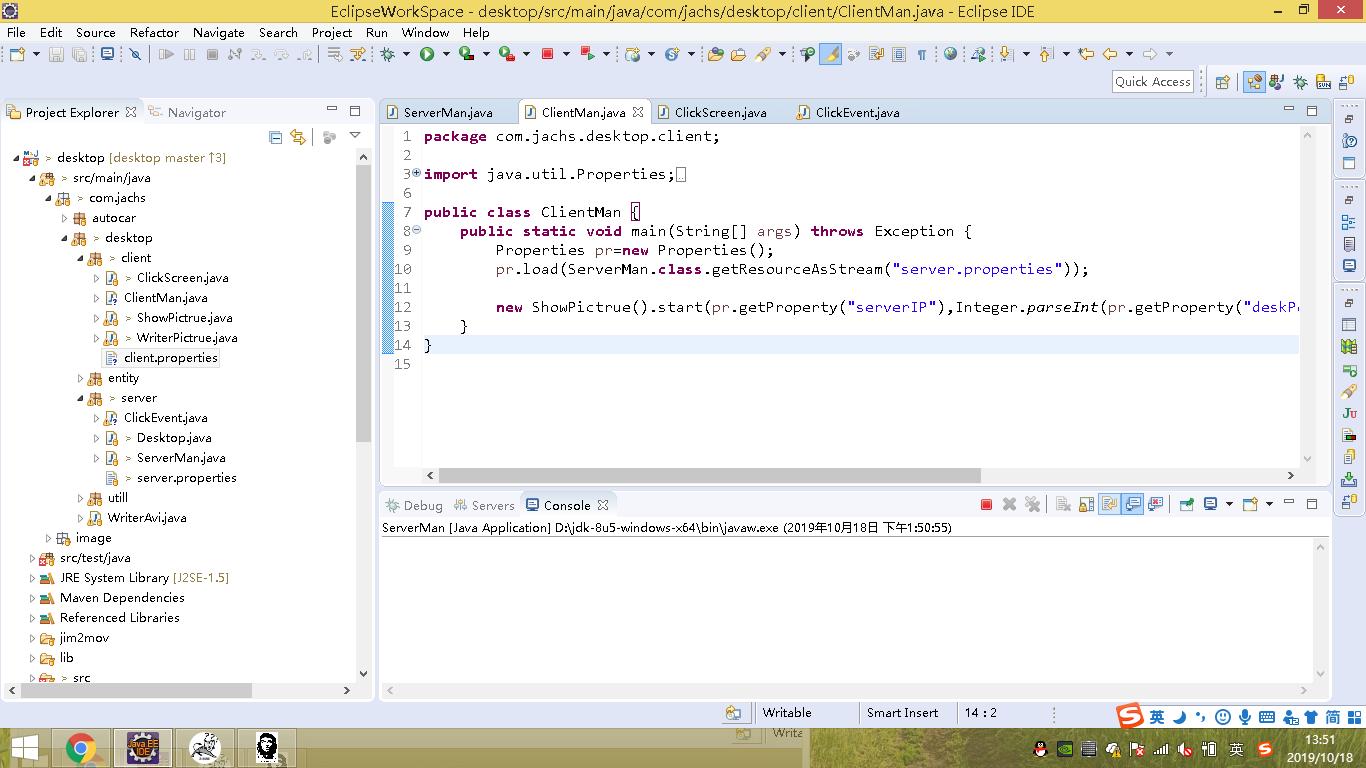 EclipseWorkSpace - desktop/src/main/java/com/jachs/desktop/client/ClientMan.java - Eclipse IDE
File Edit Source Refactor Navigate Search Project Run Window Help
Quick Access
Project Explorer Navigator
> desktop [desktop master ↑3]
> src/main/java
> com.jachs
autocar
> desktop
> client
> ClickScreen.java
ClientMan.java
> ShowPictrue.java
> WriterPictrue.java
client.properties
entity
> server
ClickEvent.java
> Desktop.java
> ServerMan.java
> server.properties
utill
WriterAvi.java
image
src/test/java
JRE System Library [J2SE-1.5]
Maven Dependencies
Referenced Libraries
jim2mov
lib
> src
ServerMan.java ClientMan.java ClickScreen.java ClickEvent.java
1 package com.jachs.desktop.client;
2
3 import java.util.Properties;
6
7 public class ClientMan {
8 public static void main(String[] args) throws Exception {
9 Properties pr=new Properties();
10 pr.load(ServerMan.class.getResourceAsStream("server.properties"));
11
12 new ShowPictrue().start(pr.getProperty("serverIP"),Integer.parseInt(pr.getProperty("deskP
13 }
14 }
15
Debug Servers Console
ServerMan [Java Application] D:\jdk-8u5-windows-x64\bin\javaw.exe (2019年10月18日 下午1:50:55)
Writable Smart Insert 14 : 2
英 简
Writa
Java EE
IDE
英
13:51
2019/10/18